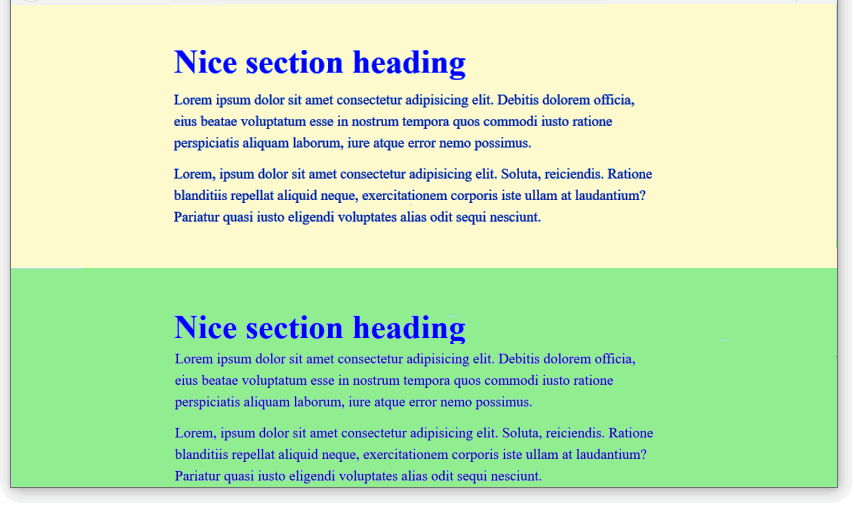 Nice section heading
Lorem ipsum dolor sit amet consectetur adipisicing elit. Debitis dolorem officia,
eius beatae voluptatum esse in nostrum tempora quos commodi iusto ratione
perspiciatis aliquam laborum, iure atque error nemo possimus.
Lorem, ipsum dolor sit amet consectetur adipisicing elit. Soluta, reiciendis. Ratione
blanditiis repellat aliquid neque, exercitationem corporis iste ullam at laudantium?
Pariatur quasi iusto eligendi voluptates alias odit sequi nesciunt.
Nice section heading
Lorem ipsum dolor sit amet consectetur adipisicing elit. Debitis dolorem officia,
eius beatae voluptatum esse in nostrum tempora quos commodi iusto ratione
perspiciatis aliquam laborum, iure atque error nemo possimus.
Lorem, ipsum dolor sit amet consectetur adipisicing elit. Soluta, reiciendis. Ratione
blanditiis repellat aliquid neque, exercitationem corporis iste ullam at laudantium?
Pariatur quasi iusto eligendi voluptates alias odit sequi nesciunt.